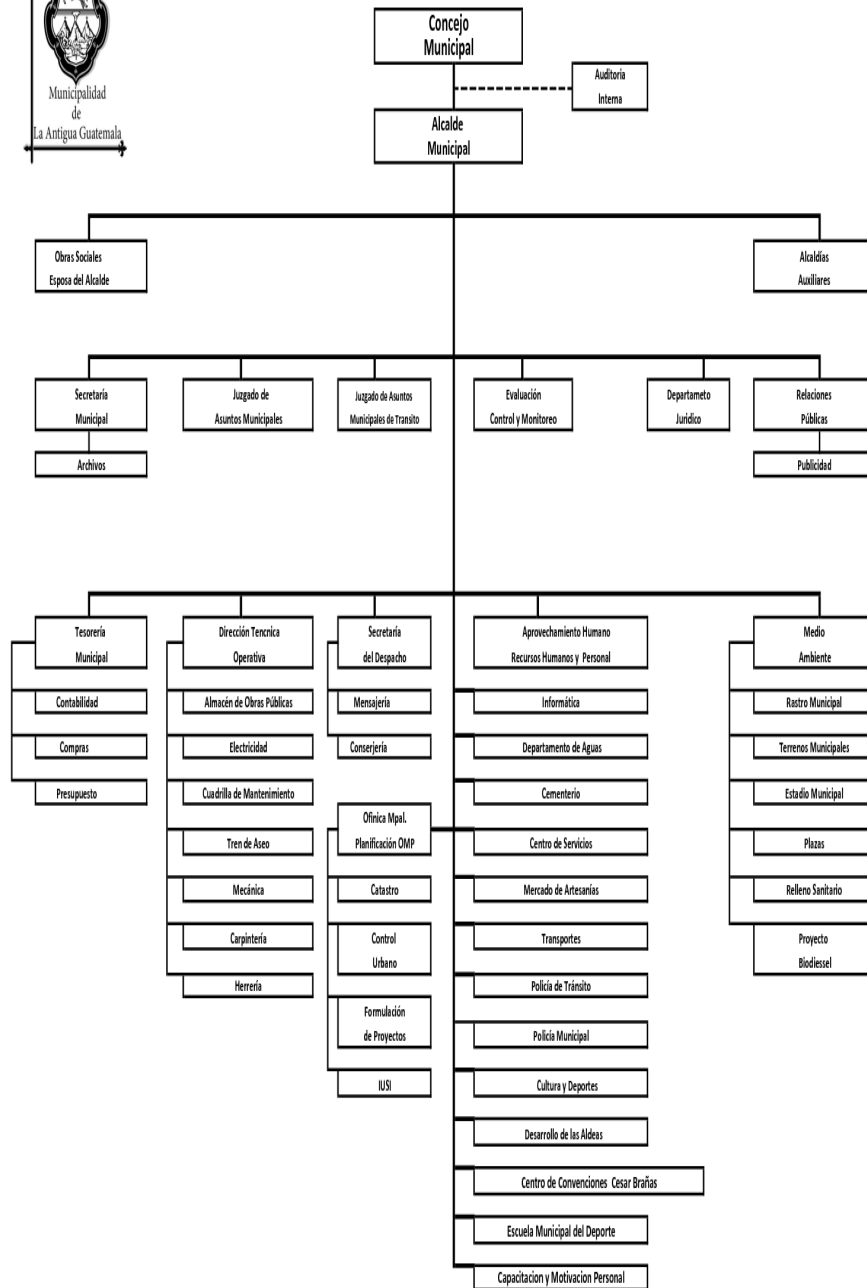 Municipalidad
de
La Antigua Guatemala
Concejo
Municipal
Auditoria
Interna
Alcalde
Municipal
Obras Sociales
Esposa del Alcalde
Alcaldías
Auxiliares
Secretaría
Municipal
Juzgado de
Asuntos Municipales
Juzgado de Asuntos
Municipales de Transito
Evaluación
Control y Monitoreo
Departameto
Juridico
Relaciones
Públicas
Archivos
Publicidad
Tesorería
Municipal
Contabilidad
Compras
Presupuesto
Dirección Tencnica
Operativa
Almacén de Obras Públicas
Electricidad
Cuadrilla de Mantenimiento
Tren de Aseo
Mecánica
Carpintería
Herrería
Secretaría
del Despacho
Mensajería
Conserjería
Ofinica Mpal.
Planificación OMP
Catastro
Control
Urbano
Formulación
de Proyectos
IUSI
Aprovechamiento Humano
Recursos Humanos y Personal
Informática
Departamento de Aguas
Cementerio
Centro de Servicios
Mercado de Artesanías
Transportes
Policía de Tránsito
Policía Municipal
Cultura y Deportes
Desarrollo de las Aldeas
Centro de Convenciones Cesar Brañas
Escuela Municipal del Deporte
Capacitacion y Motivacion Personal
Medio
Ambiente
Rastro Municipal
Terrenos Municipales
Estadio Municipal
Plazas
Relleno Sanitario
Proyecto
Biodiessel